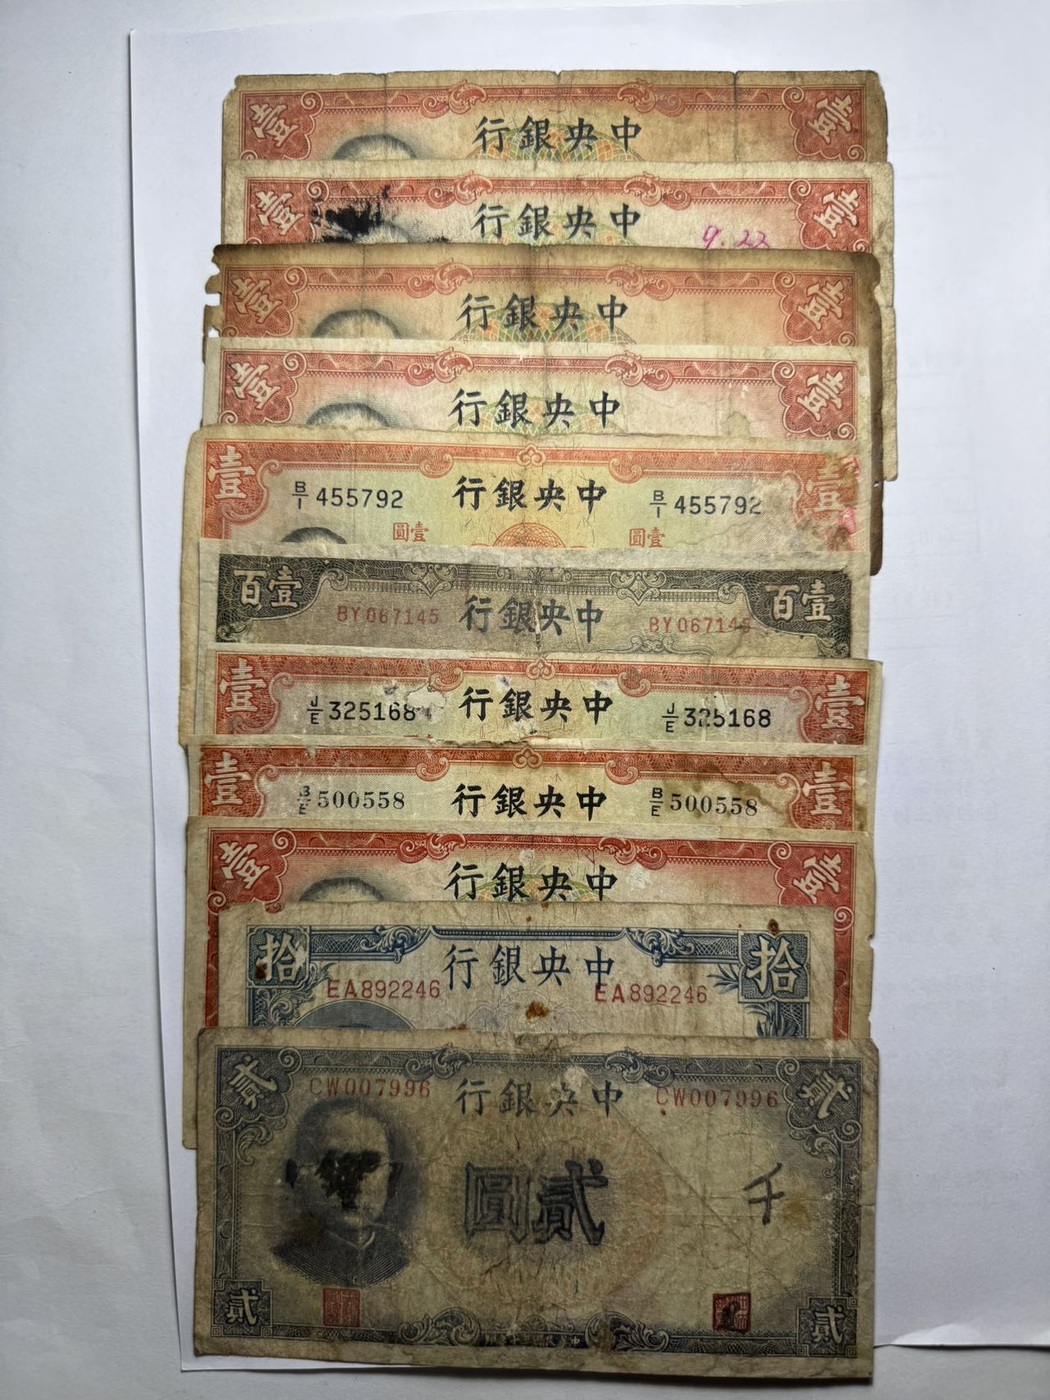 壹 中央銀行 壹
壹 中央銀行 壹
9.22
壹 中央銀行 壹
壹 中央銀行 壹
壹 B/I 455792 中央銀行 B/I 455792 壹
壹圓 壹圓
壹百 BY067145 中央銀行 BY067145 壹百
壹 J/E 325168 中央銀行 J/E 325168 壹
壹 B/E 500558 中央銀行 B/E 500558 壹
壹 中央銀行 壹
拾 中央銀行 拾
EA892246 EA892246
貳 CW007996 中央銀行 CW007996 貳
貳圓 千
貳 貳